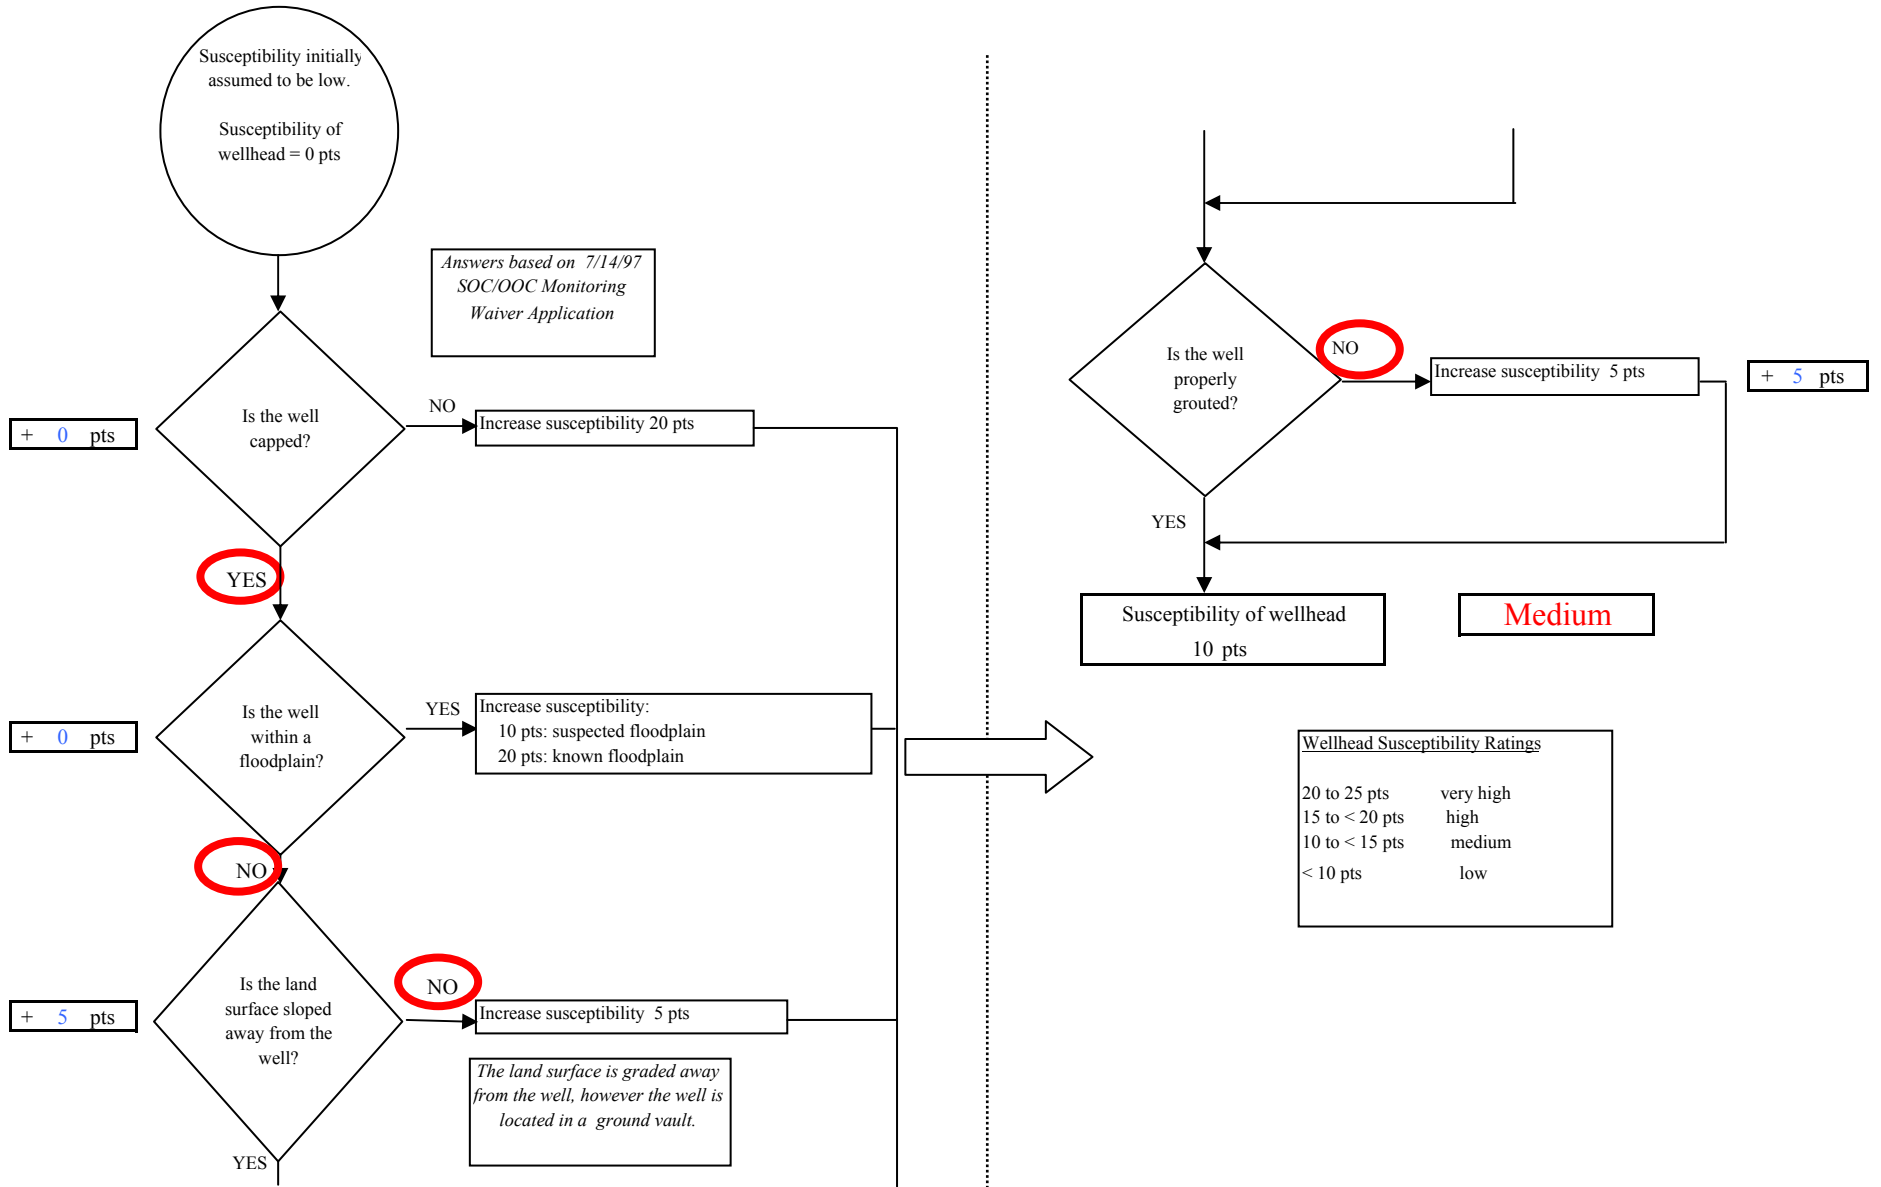 Susceptibility initially
assumed to be low.
Susceptibility of
wellhead = 0 pts
Answers based on 7/14/97
SOC/OOC Monitoring
Waiver Application
+ 0 pts
Is the well
capped?
NO
Increase susceptibility 20 pts
YES
+ 0 pts
Is the well
within a
floodplain?
YES
Increase susceptibility:
10 pts: suspected floodplain
20 pts: known floodplain
NO
+ 5 pts
Is the land
surface sloped
away from the
well?
NO
Increase susceptibility 5 pts
The land surface is graded away
from the well, however the well is
located in a ground vault.
YES
Is the well
properly
grouted?
NO
Increase susceptibility 5 pts
+ 5 pts
YES
Susceptibility of wellhead
10 pts
Medium
Wellhead Susceptibility Ratings
20 to 25 pts very high
15 to < 20 pts high
10 to < 15 pts medium
< 10 pts low